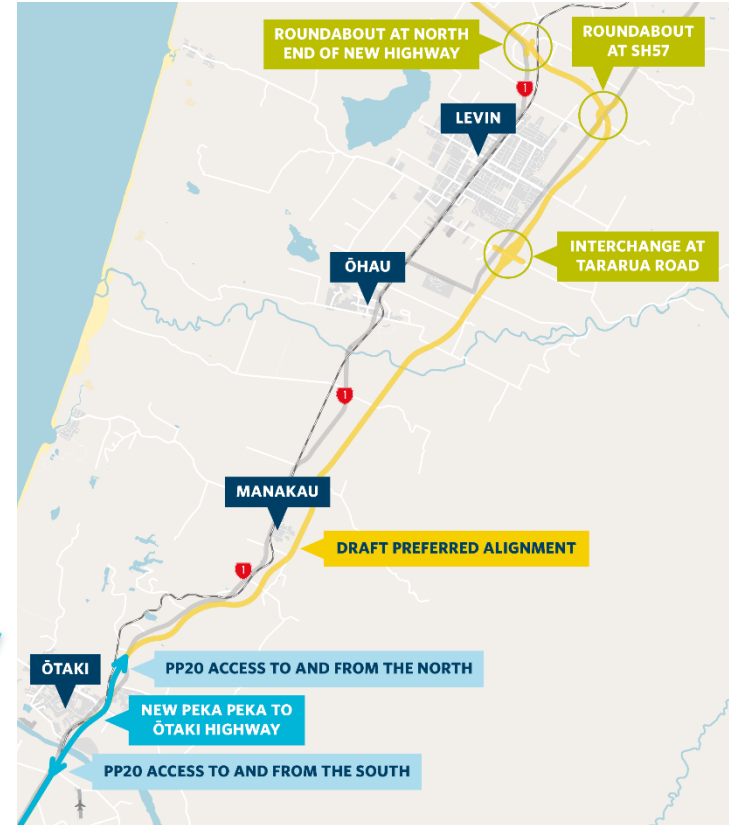 ROUNDABOUT AT NORTH
END OF NEW HIGHWAY
ROUNDABOUT
AT SH57
1
LEVIN
INTERCHANGE AT
TARARUA ROAD
ŌHAU
1
MANAKAU
DRAFT PREFERRED ALIGNMENT
1
ŌTAKI
PP20 ACCESS TO AND FROM THE NORTH
NEW PEKA PEKA TO
ŌTAKI HIGHWAY
PP20 ACCESS TO AND FROM THE SOUTH